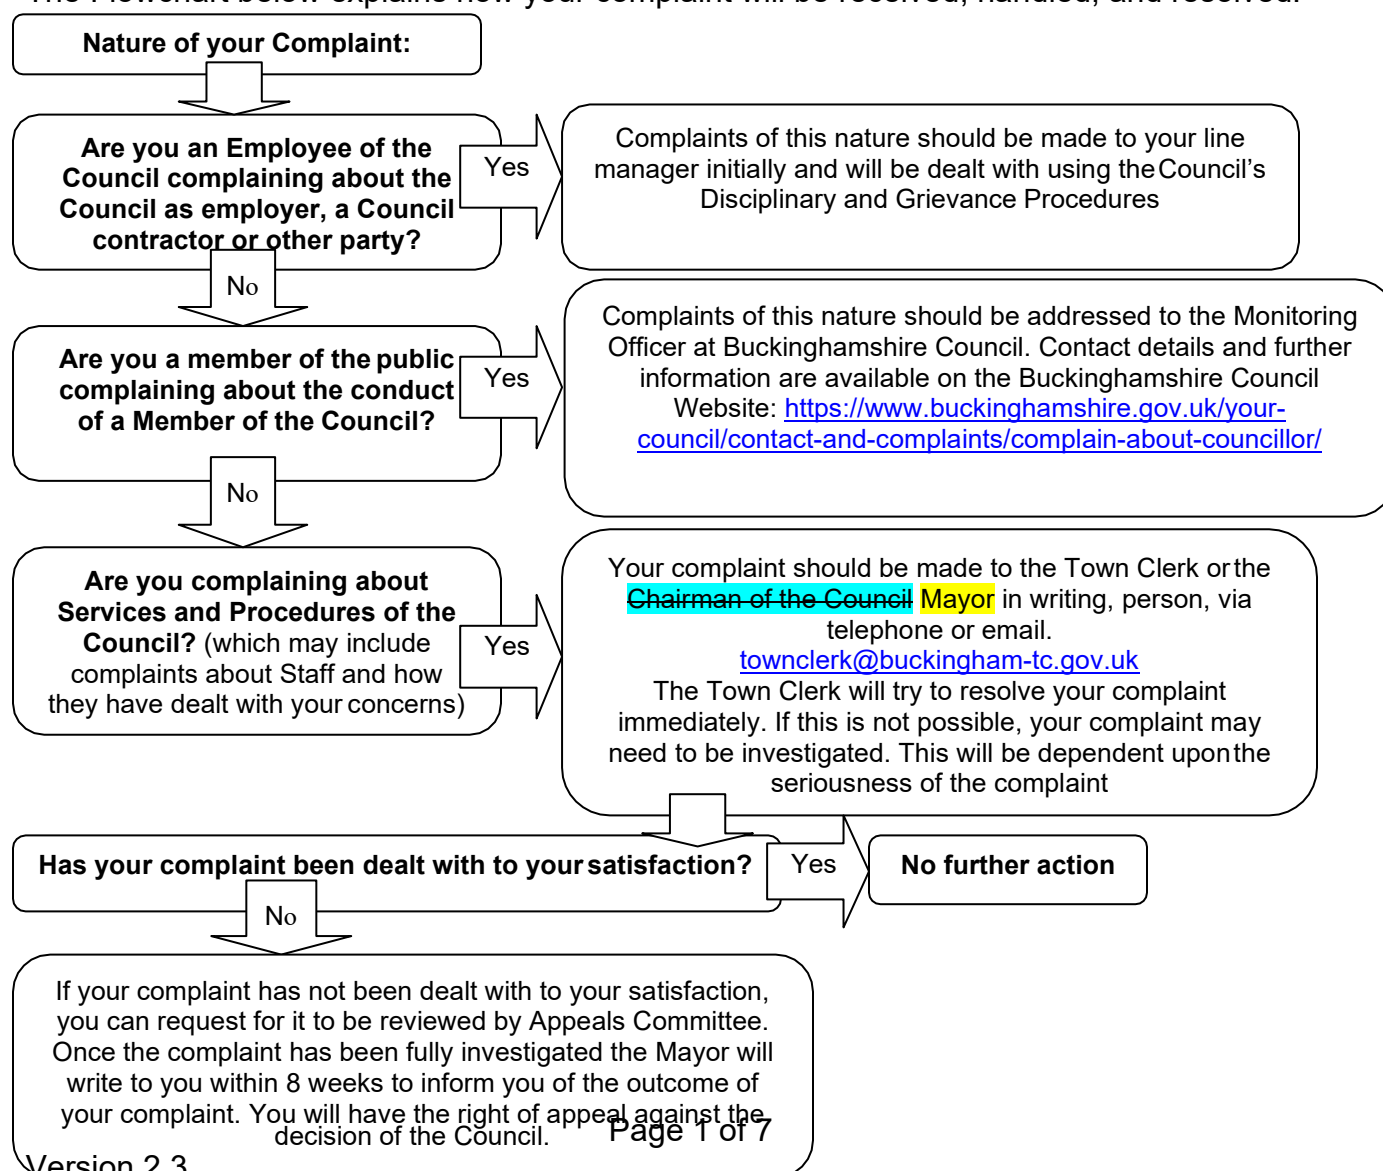 The Flowchart below explains how your complaint will be received, handled, and resolved.
Nature of your Complaint:
Are you an Employee of the
Council complaining about the
Council as employer, a Council
contractor or other party?
Yes
Complaints of this nature should be made to your line
manager initially and will be dealt with using the Council’s
Disciplinary and Grievance Procedures
No
Are you a member of the public
complaining about the conduct
of a Member of the Council?
Yes
Complaints of this nature should be addressed to the Monitoring
Officer at Buckinghamshire Council. Contact details and further
information are available on the Buckinghamshire Council
Website: https://www.buckinghamshire.gov.uk/your-
council/contact-and-complaints/complain-about-councillor/
No
Are you complaining about
Services and Procedures of the
Council? (which may include
complaints about Staff and how
they have dealt with your concerns)
Yes
Your complaint should be made to the Town Clerk or the
Chairman of the Council Mayor in writing, person, via
telephone or email.
townclerk@buckingham-tc.gov.uk
The Town Clerk will try to resolve your complaint
immediately. If this is not possible, your complaint may
need to be investigated. This will be dependent upon the
seriousness of the complaint
Has your complaint been dealt with to your satisfaction?
Yes
No further action
No
If your complaint has not been dealt with to your satisfaction,
you can request for it to be reviewed by Appeals Committee.
Once the complaint has been fully investigated the Mayor will
write to you within 8 weeks to inform you of the outcome of
your complaint. You will have the right of appeal against the
decision of the Council.
Page 1 of 7
Version 2.3